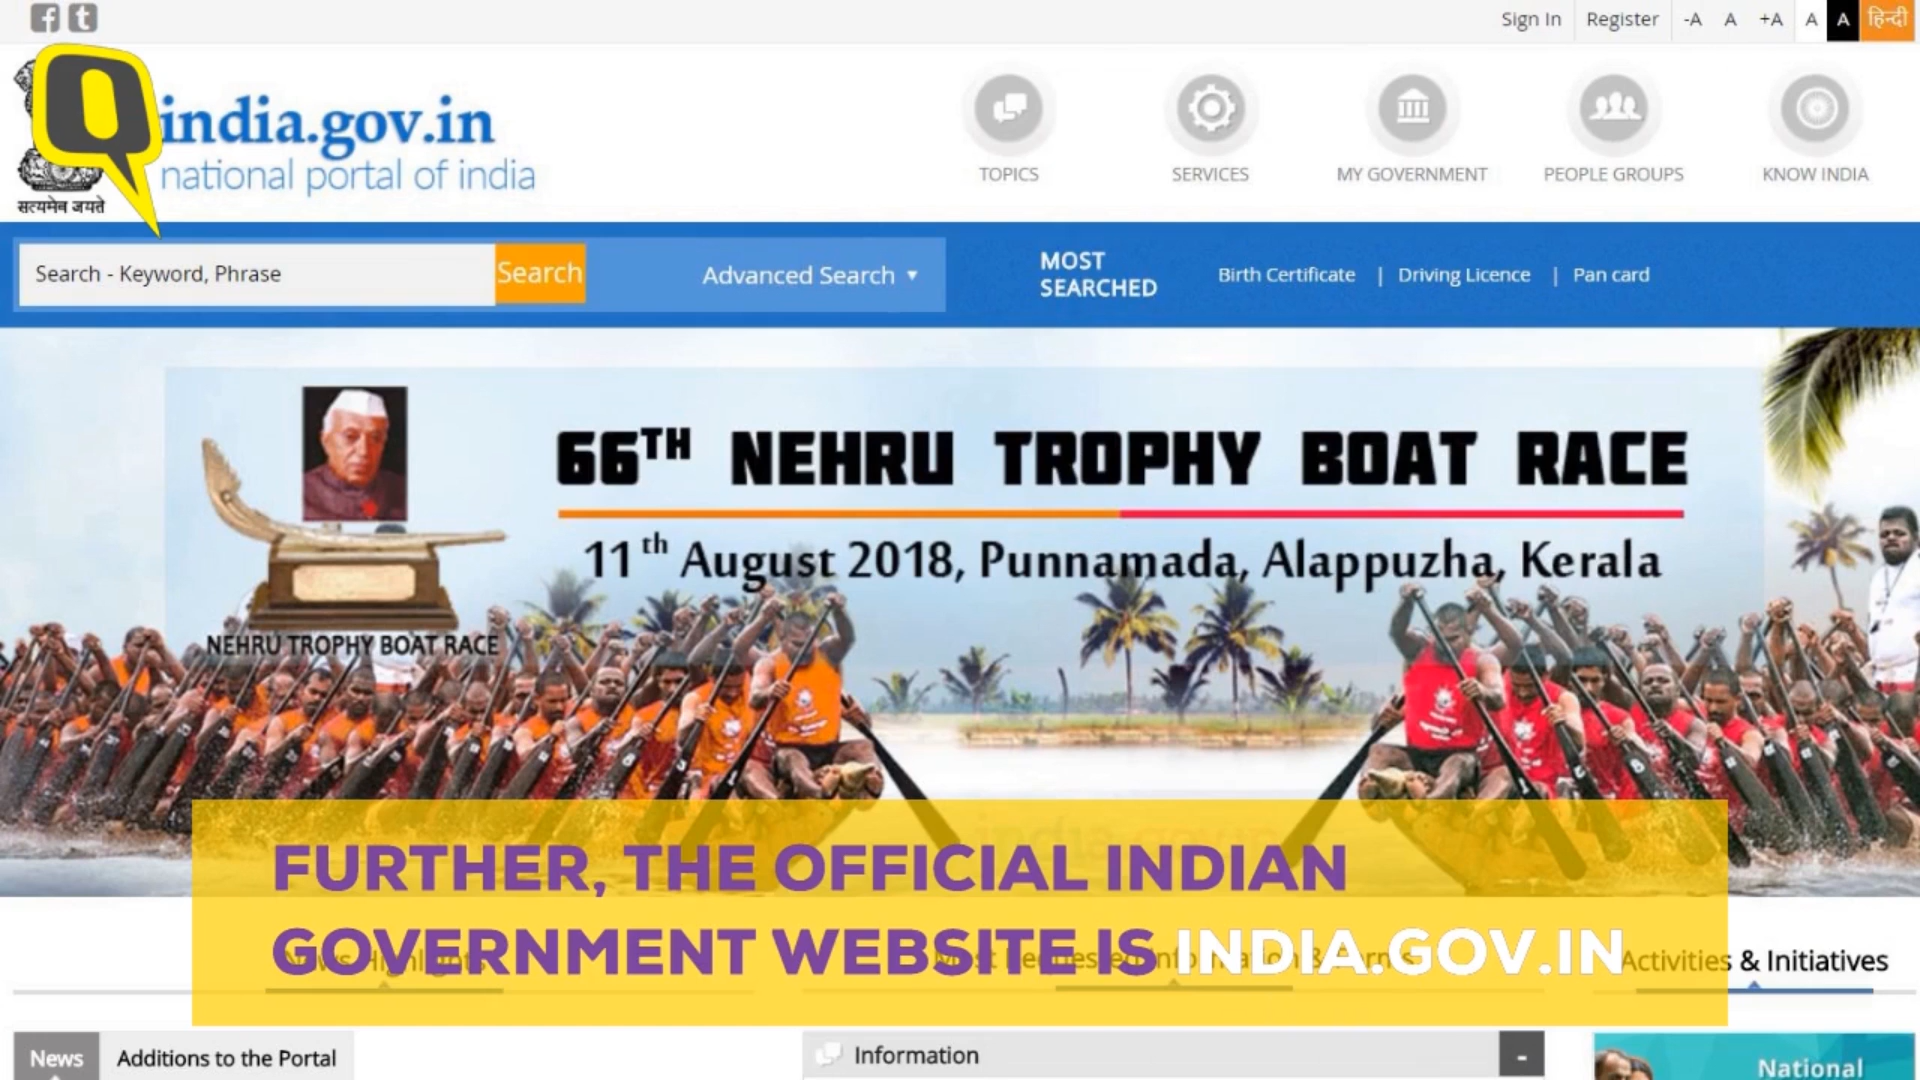 Sign In
Register
-A
A
+A
A
A
हिन्दी
Q
india.gov.in
national portal of india
सत्यमेव जयते
TOPICS
SERVICES
MY GOVERNMENT
PEOPLE GROUPS
KNOW INDIA
Search - Keyword, Phrase
Search
Advanced Search
MOST
SEARCHED
Birth Certificate | Driving Licence | Pan card
66TH NEHRU TROPHY BOAT RACE
11th August 2018, Punnamada, Alappuzha, Kerala
NEHRU TROPHY BOAT RACE
FURTHER, THE OFFICIAL INDIAN
GOVERNMENT WEBSITE IS INDIA.GOV.IN
Activities & Initiatives
News
Additions to the Portal
Information
-
National